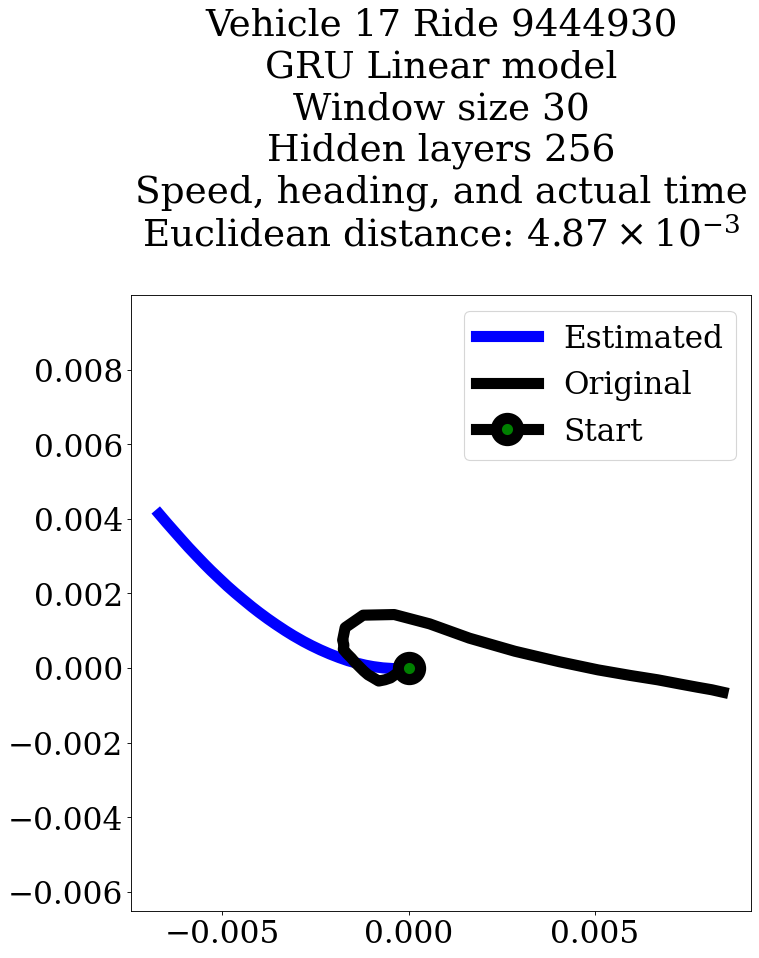 Vehicle 17 Ride 9444930
GRU Linear model
Window size 30
Hidden layers 256
Speed, heading, and actual time
Euclidean distance: 4.87 × 10⁻³
Estimated
Original
Start
0.008
0.006
0.004
0.002
0.000
−0.002
−0.004
−0.006
−0.005 0.000 0.005